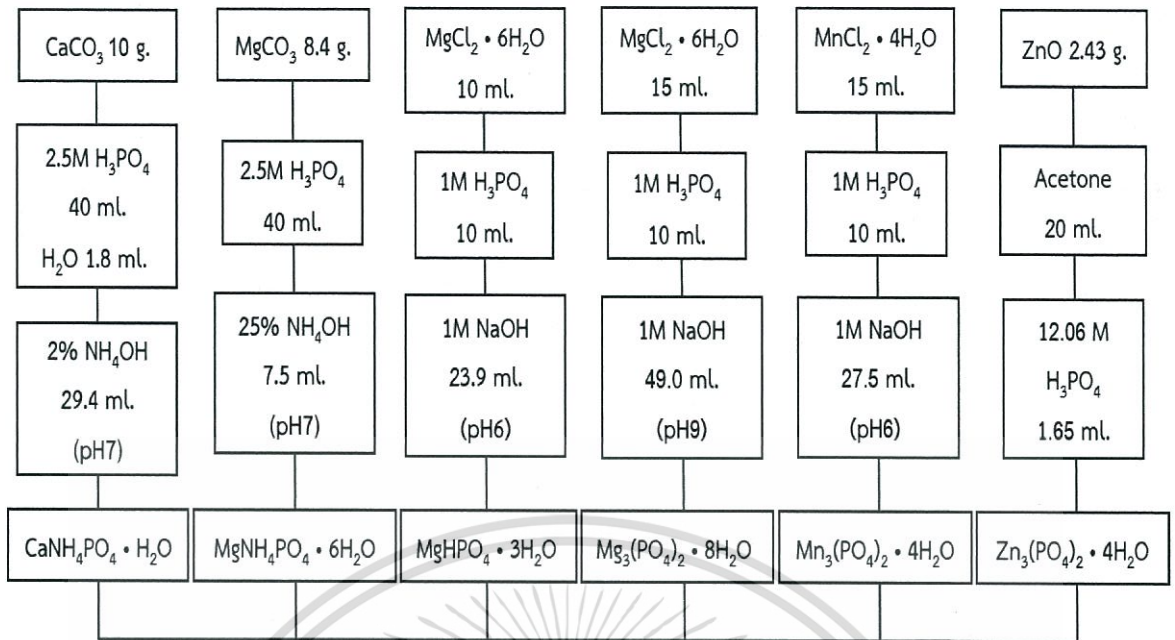 CaCO₃ 10 g.
2.5M H₃PO₄
40 ml.
H₂O 1.8 ml.
2% NH₄OH
29.4 ml.
(pH7)
CaNH₄PO₄ • H₂O
MgCO₃ 8.4 g.
2.5M H₃PO₄
40 ml.
25% NH₄OH
7.5 ml.
(pH7)
MgNH₄PO₄ • 6H₂O
MgCl₂ • 6H₂O
10 ml.
1M H₃PO₄
10 ml.
1M NaOH
23.9 ml.
(pH6)
MgHPO₄ • 3H₂O
MgCl₂ • 6H₂O
15 ml.
1M H₃PO₄
10 ml.
1M NaOH
49.0 ml.
(pH9)
Mg₃(PO₄)₂ • 8H₂O
MnCl₂ • 4H₂O
15 ml.
1M H₃PO₄
10 ml.
1M NaOH
27.5 ml.
(pH6)
Mn₃(PO₄)₂ • 4H₂O
ZnO 2.43 g.
Acetone
20 ml.
12.06 M
H₃PO₄
1.65 ml.
Zn₃(PO₄)₂ • 4H₂O